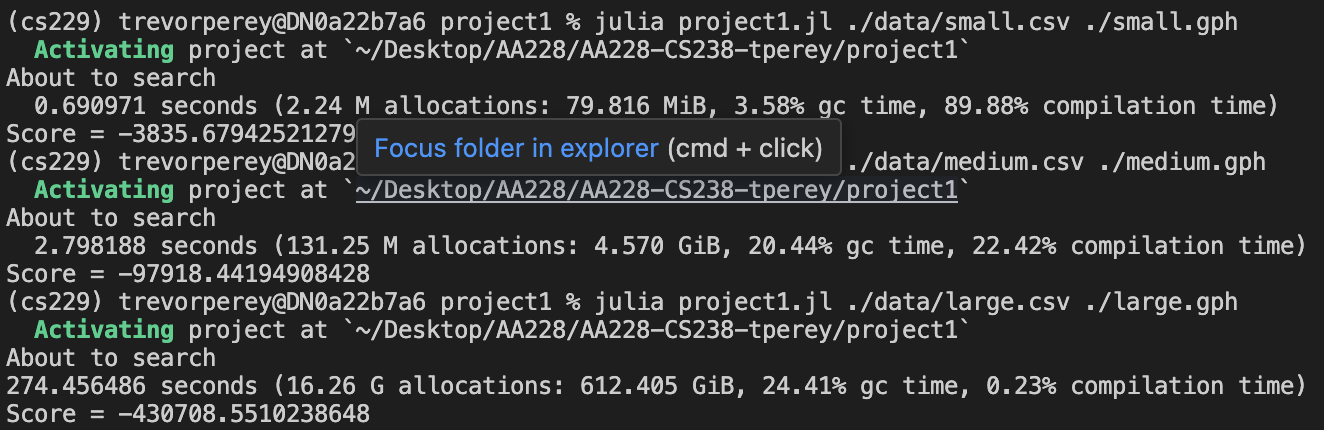 (cs229) trevorperey@DN0a22b7a6 project1 % julia project1.jl ./data/small.csv ./small.gph
Activating project at `~/Desktop/AA228/AA228-CS238-tperey/project1`
About to search
0.690971 seconds (2.24 M allocations: 79.816 MiB, 3.58% gc time, 89.88% compilation time)
Score = -3835.67942521279
Focus folder in explorer (cmd + click)
(cs229) trevorperey@DN0a2 ./data/medium.csv ./medium.gph
Activating project at `~/Desktop/AA228/AA228-CS238-tperey/project1`
About to search
2.798188 seconds (131.25 M allocations: 4.570 GiB, 20.44% gc time, 22.42% compilation time)
Score = -97918.44194908428
(cs229) trevorperey@DN0a22b7a6 project1 % julia project1.jl ./data/large.csv ./large.gph
Activating project at `~/Desktop/AA228/AA228-CS238-tperey/project1`
About to search
274.456486 seconds (16.26 G allocations: 612.405 GiB, 24.41% gc time, 0.23% compilation time)
Score = -430708.5510238648